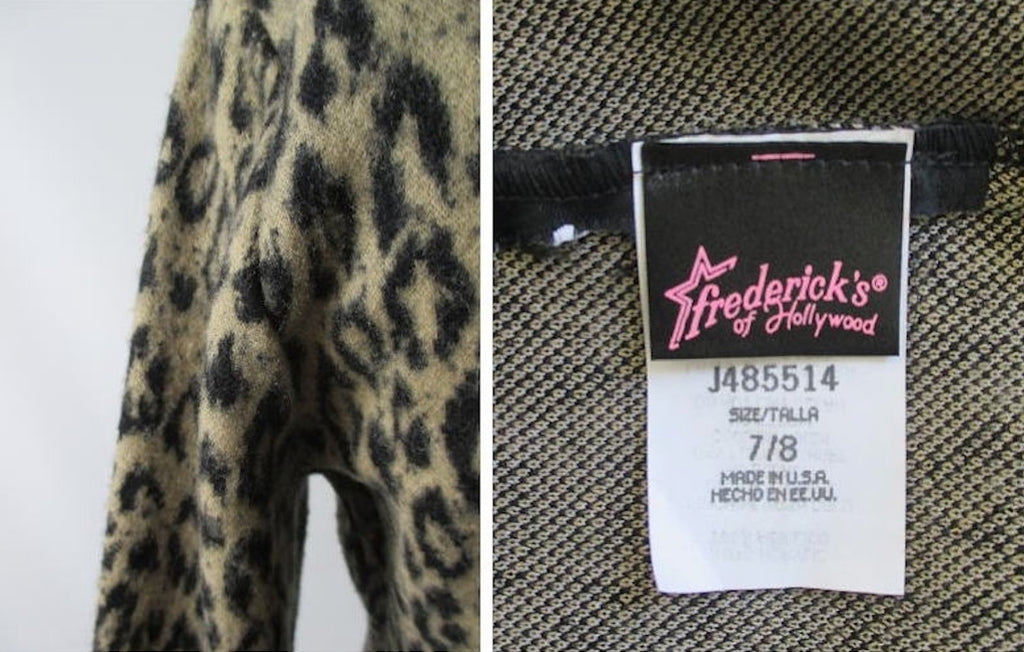 frederick's®
of Hollywood
J485514
SIZE/TALLA
7/8
MADE IN U.S.A.
HECHO EN EE.UU.